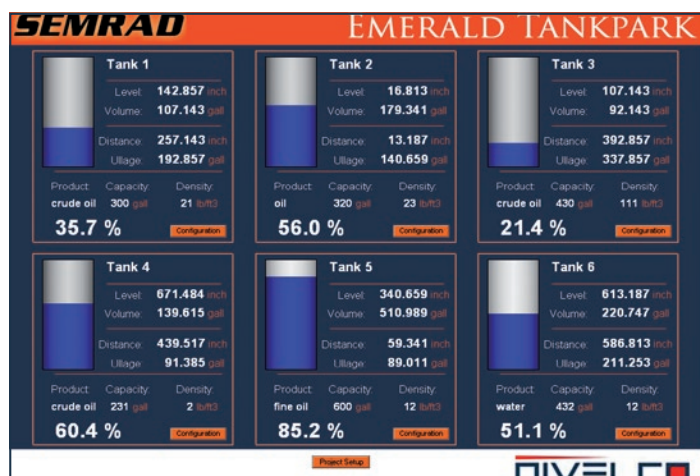 SEMRAD EMERALD TANKPARK
Tank 1
Level: 142.857 inch
Volume: 107.143 gall
Distance: 257.143 inch
Ullage: 192.857 gall
Product: Capacity: Density:
crude oil 300 gall 21 lb/ft3
35.7 % Configuration
Tank 2
Level: 16.813 inch
Volume: 179.341 gall
Distance: 13.187 inch
Ullage: 140.659 gall
Product: Capacity: Density:
oil 320 gall 23 lb/ft3
56.0 % Configuration
Tank 3
Level: 107.143 inch
Volume: 92.143 gall
Distance: 392.857 inch
Ullage: 337.857 gall
Product: Capacity: Density:
crude oil 430 gall 111 lb/ft3
21.4 % Configuration
Tank 4
Level: 671.484 inch
Volume: 139.615 gall
Distance: 439.517 inch
Ullage: 91.385 gall
Product: Capacity: Density:
crude oil 231 gall 2 lb/ft3
60.4 % Configuration
Tank 5
Level: 340.659 inch
Volume: 510.989 gall
Distance: 59.341 inch
Ullage: 89.011 gall
Product: Capacity: Density:
fine oil 600 gall 12 lb/ft3
85.2 % Configuration
Tank 6
Level: 613.187 inch
Volume: 220.747 gall
Distance: 586.813 inch
Ullage: 211.253 gall
Product: Capacity: Density:
water 432 gall 12 lb/ft3
51.1 % Configuration
Project Setup
NIVELCO